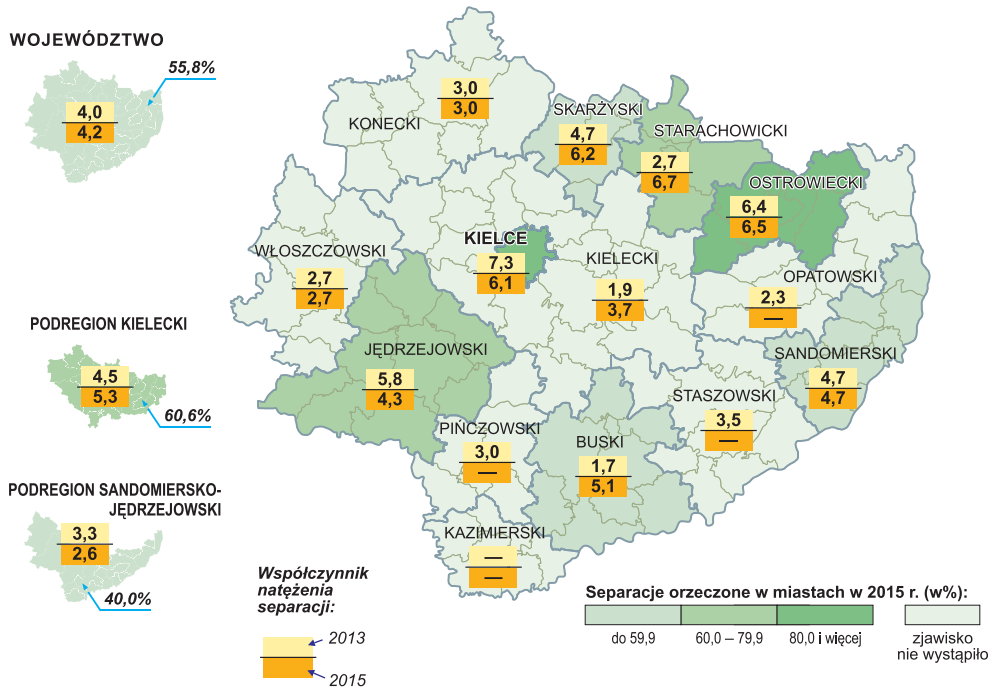 WOJEWÓDZTWO
55,8%
4,0
4,2
PODREGION KIELECKI
4,5
5,3
60,6%
PODREGION SANDOMIERSKO-
JĘDRZEJOWSKI
3,3
2,6
40,0%
KONECKI
3,0
3,0
SKARŻYSKI
4,7
6,2
STARACHOWICKI
2,7
6,7
OSTROWIECKI
6,4
6,5
WŁOSZCZOWSKI
2,7
2,7
KIELCE
7,3
6,1
KIELECKI
1,9
3,7
OPATOWSKI
2,3
—
JĘDRZEJOWSKI
5,8
4,3
SANDOMIERSKI
4,7
4,7
STASZOWSKI
3,5
—
PIŃCZOWSKI
3,0
—
BUSKI
1,7
5,1
KAZIMIERSKI
—
—
Współczynnik
natężenia
separacji:
2013
2015
Separacje orzeczone w miastach w 2015 r. (w%):
do 59,9
60,0 – 79,9
80,0 i więcej
zjawisko
nie wystąpiło